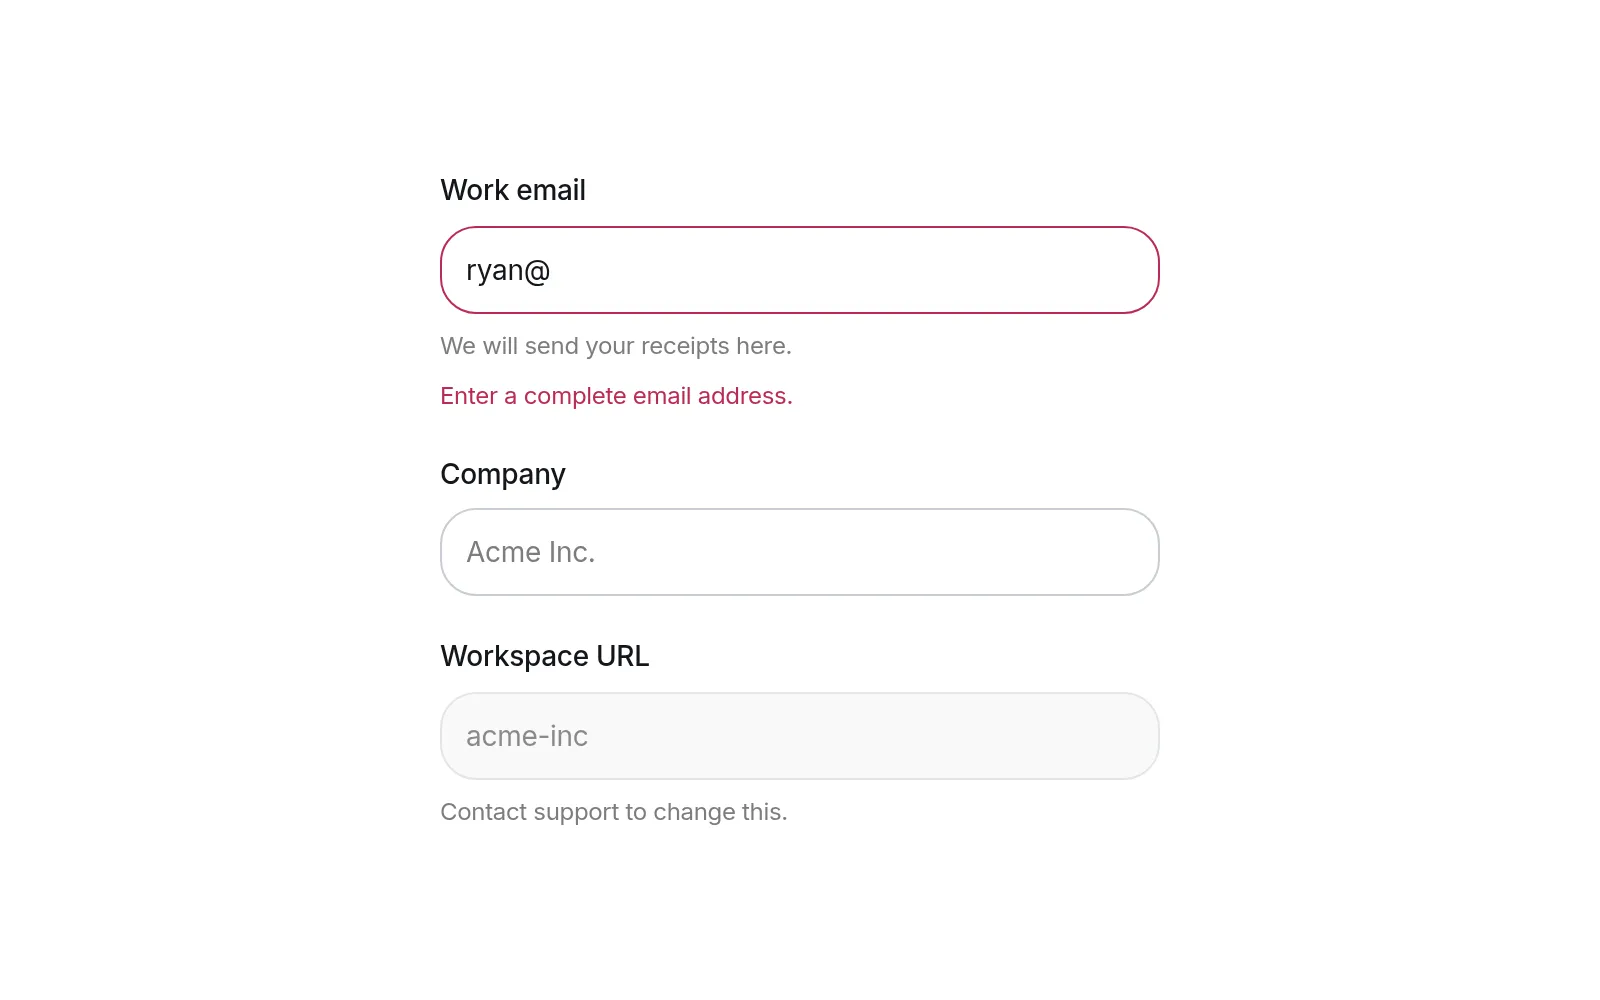 Work email
ryan@
We will send your receipts here.
Enter a complete email address.
Company
Acme Inc.
Workspace URL
acme-inc
Contact support to change this.